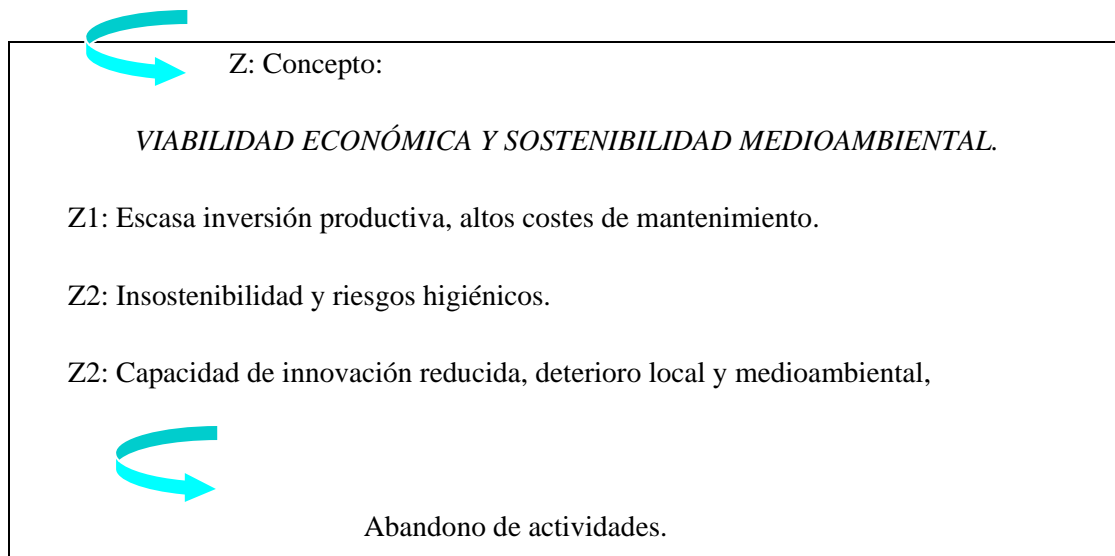 Z: Concepto:
VIABILIDAD ECONÓMICA Y SOSTENIBILIDAD MEDIOAMBIENTAL.
Z1: Escasa inversión productiva, altos costes de mantenimiento.
Z2: Insostenibilidad y riesgos higiénicos.
Z2: Capacidad de innovación reducida, deterioro local y medioambiental,
Abandono de actividades.